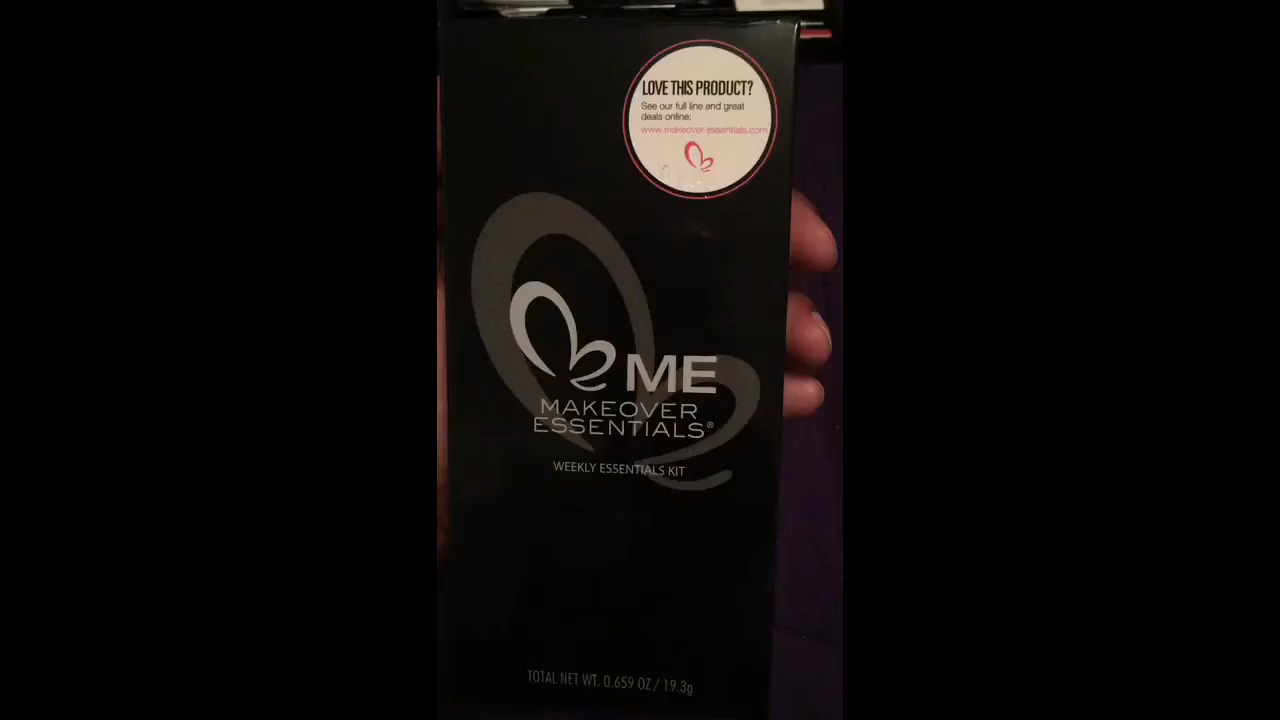 LOVE THIS PRODUCT?
See our full line and great
deals online:
www.makeover-essentials.com
ME
MAKEOVER
ESSENTIALS®
WEEKLY ESSENTIALS KIT
TOTAL NET WT. 0.659 OZ / 19.3g